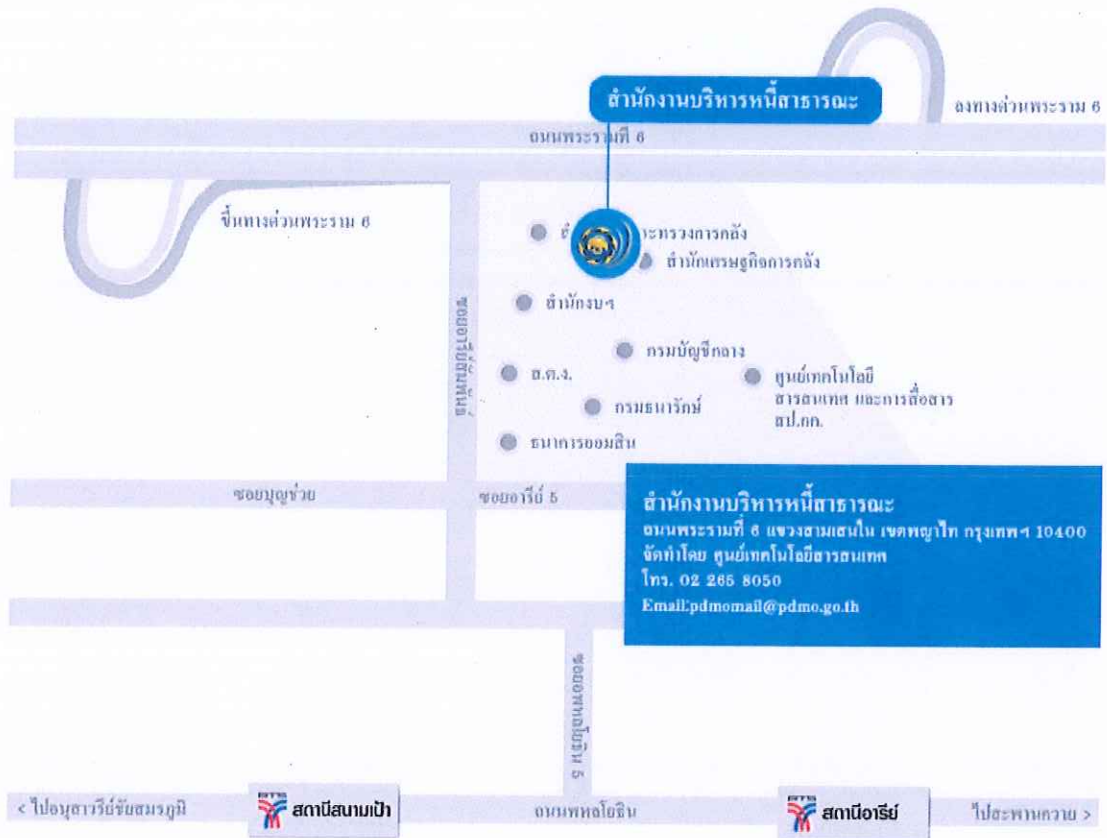 สำนักงานบริหารหนี้สาธารณะ
ลงทางด่วนพระราม 6
ถนนพระรามที่ 6
ขึ้นทางด่วนพระราม 6
ะทรวงการคลัง
สำนักเศรษฐกิจการคลัง
สำนักงบฯ
ซอยอารีย์สัมพันธ์
กรมบัญชีกลาง
ส.ต.ง.
ศูนย์เทคโนโลยี
สารสนเทศ และการสื่อสาร
สป.กค.
กรมธนารักษ์
ธนาคารออมสิน
ซอยบุญช่วย
ซอยอารีย์ 5
สำนักงานบริหารหนี้สาธารณะ
ถนนพระรามที่ 6 แขวงสามเสนใน เขตพญาไท กรุงเทพฯ 10400
จัดทำโดย ศูนย์เทคโนโลยีสารสนเทศ
โทร. 02 265 8050
Email:pdmomail@pdmo.go.th
ซอยพหลโยธิน 5
< ไปอนุสาวรีย์ชัยสมรภูมิ
BTS สถานีสนามเป้า
ถนนพหลโยธิน
BTS สถานีอารีย์
ไปสะพานควาย >